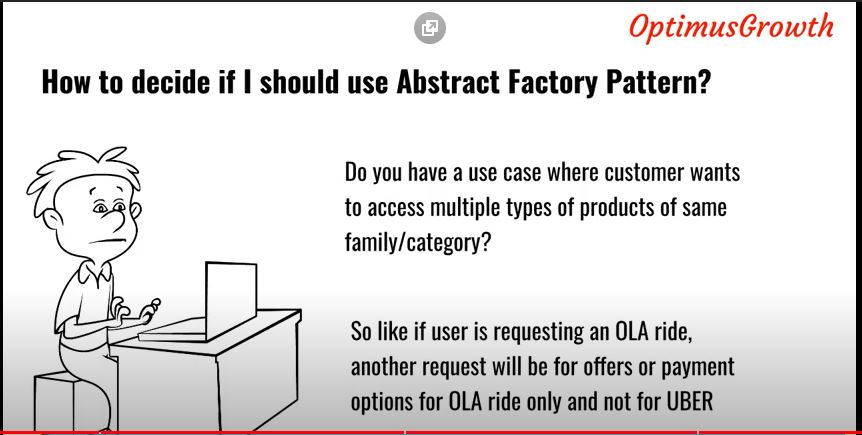 OptimusGrowth
How to decide if I should use Abstract Factory Pattern?
Do you have a use case where customer wants
to access multiple types of products of same
family/category?
So like if user is requesting an OLA ride,
another request will be for offers or payment
options for OLA ride only and not for UBER